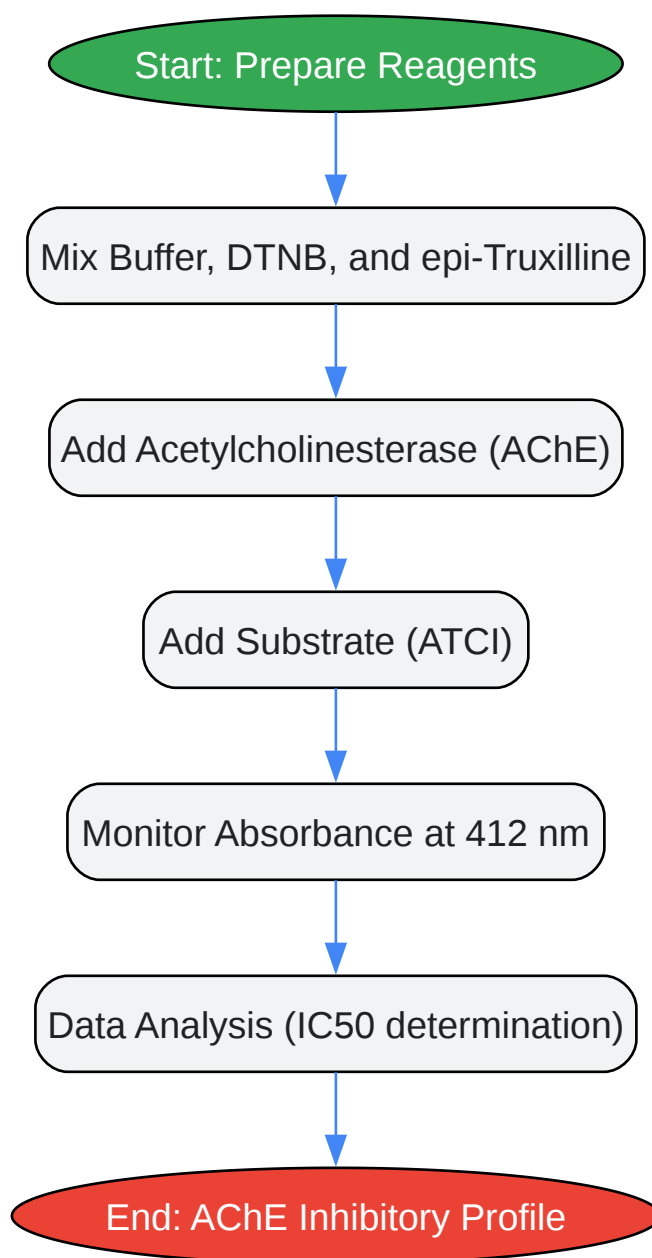 Start: Prepare Reagents
Mix Buffer, DTNB, and epi-Truxilline
Add Acetylcholinesterase (AChE)
Add Substrate (ATCI)
Monitor Absorbance at 412 nm
Data Analysis (IC50 determination)
End: AChE Inhibitory Profile